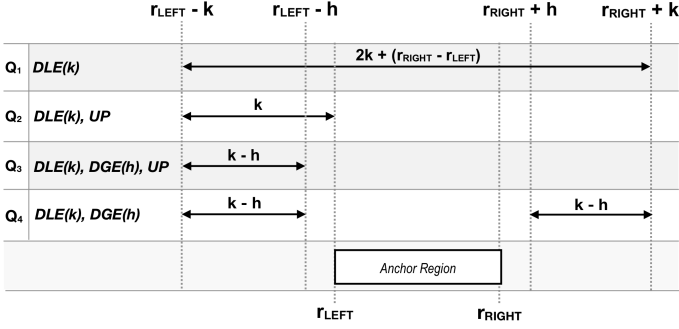 rLEFT - k rLEFT - h rRIGHT + h rRIGHT + k
Q1 DLE(k) 2k + (rRIGHT - rLEFT)
Q2 DLE(k), UP k
Q3 DLE(k), DGE(h), UP k - h
Q4 DLE(k), DGE(h) k - h k - h
Anchor Region
rLEFT rRIGHT